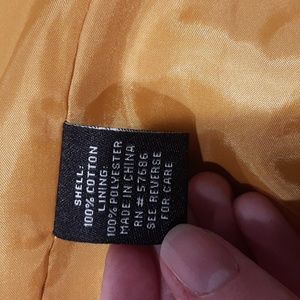 SHELL:
100% COTTON
LINING:
100% POLYESTER
MADE IN CHINA
RN # 57686
SEE REVERSE
FOR CARE